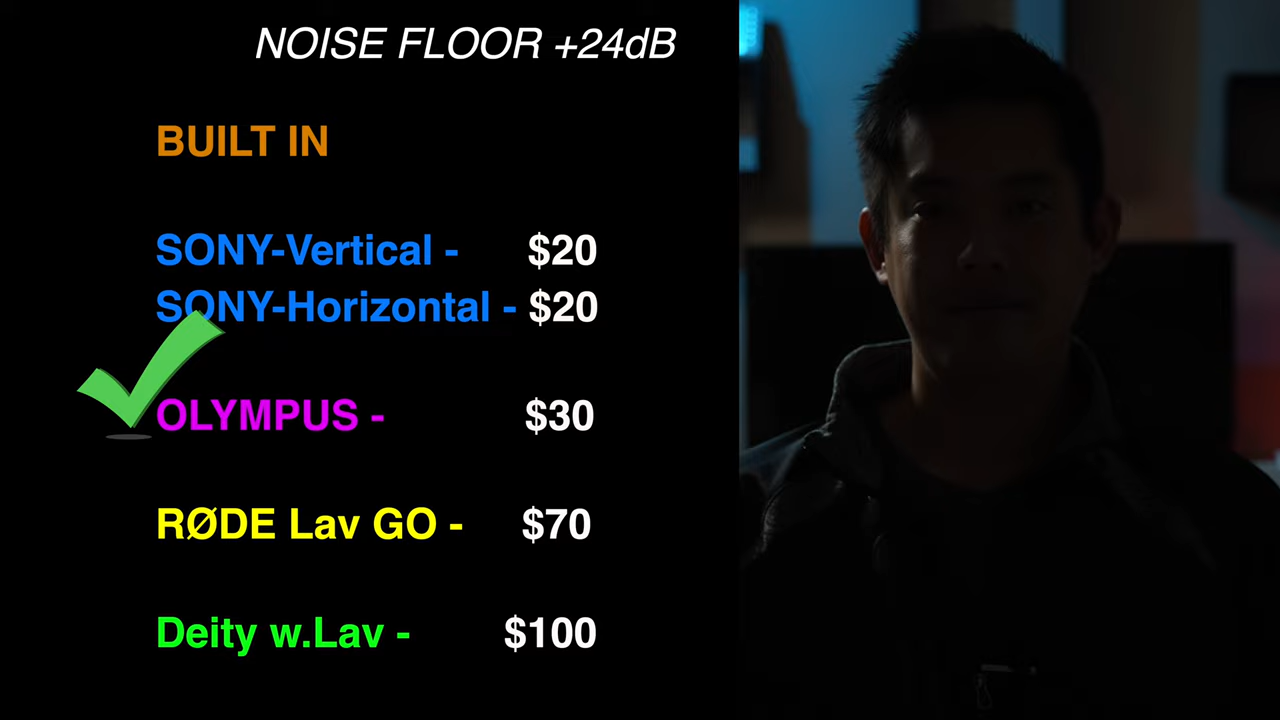 NOISE FLOOR +24dB
BUILT IN
SONY-Vertical - $20
SONY-Horizontal - $20
OLYMPUS - $30
RØDE Lav GO - $70
Deity w.Lav - $100